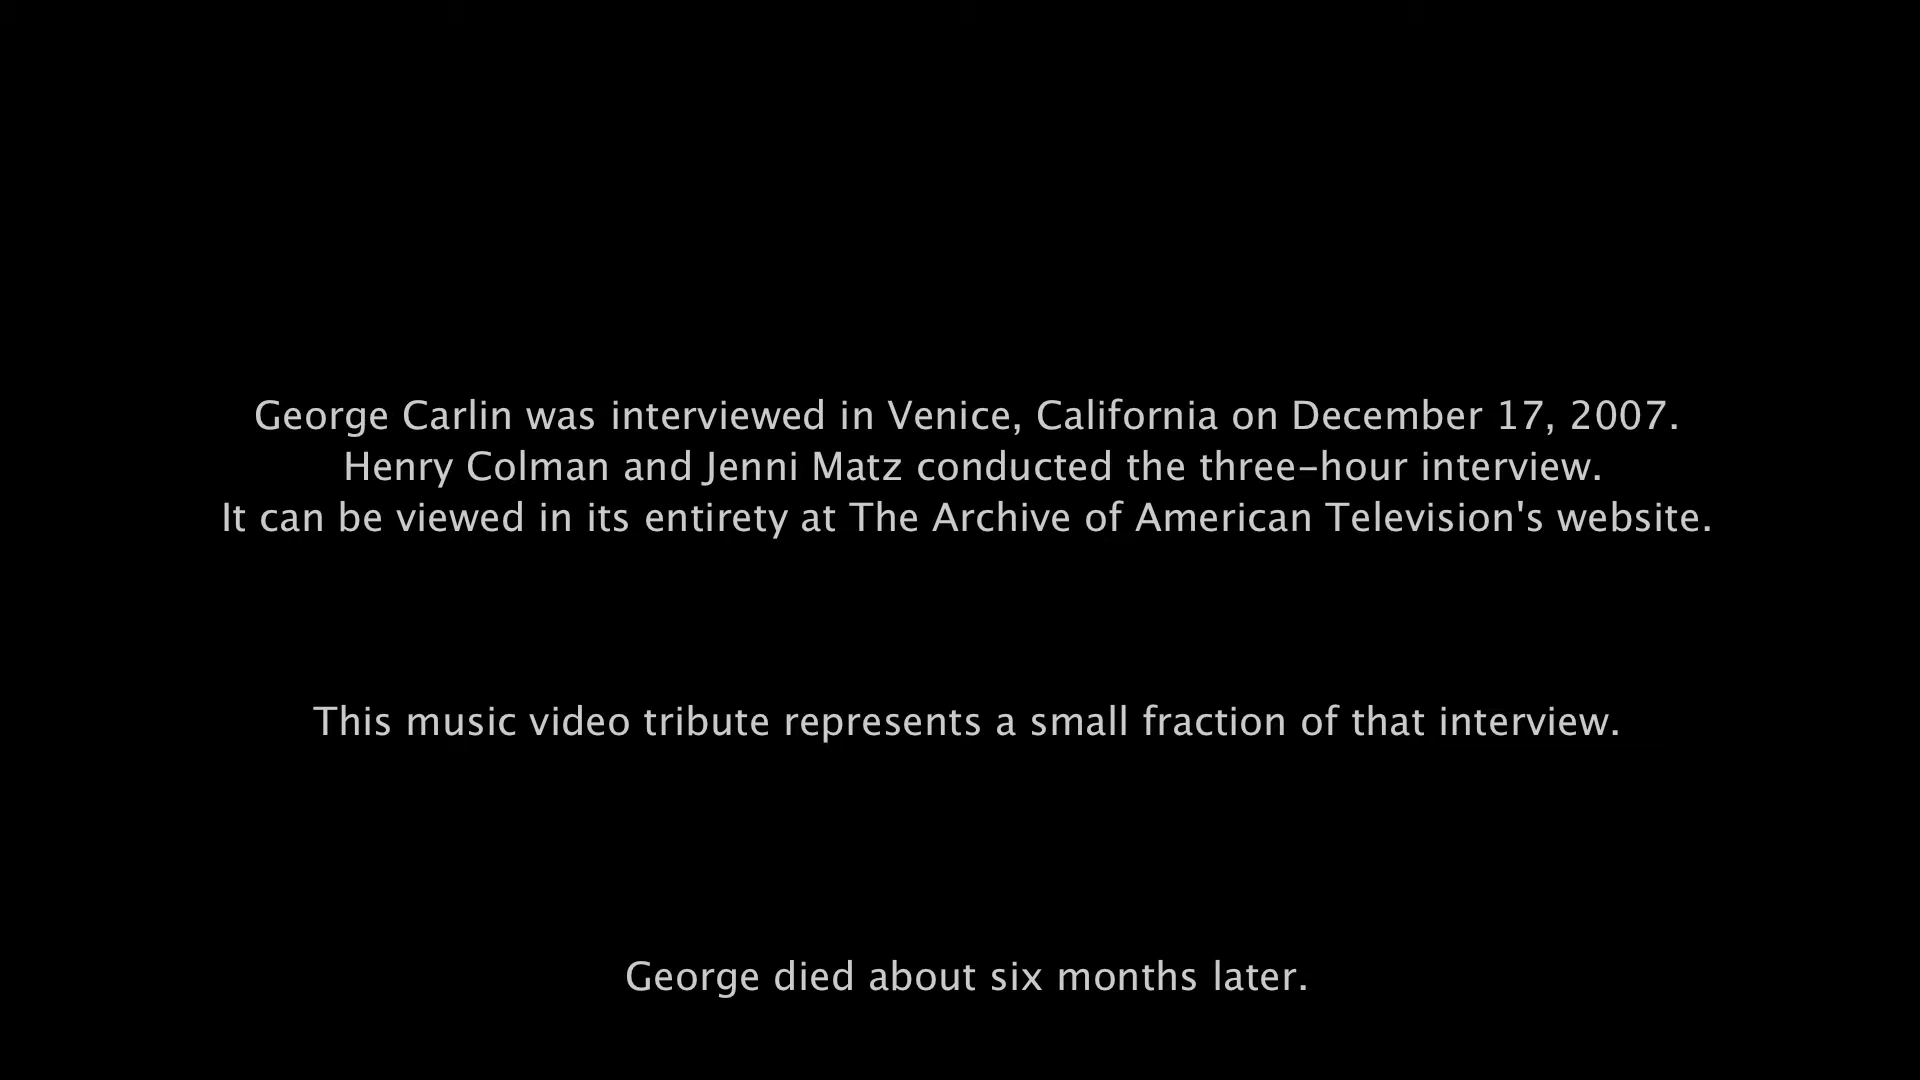 George Carlin was interviewed in Venice, California on December 17, 2007.
Henry Colman and Jenni Matz conducted the three-hour interview.
It can be viewed in its entirety at The Archive of American Television's website.
This music video tribute represents a small fraction of that interview.
George died about six months later.